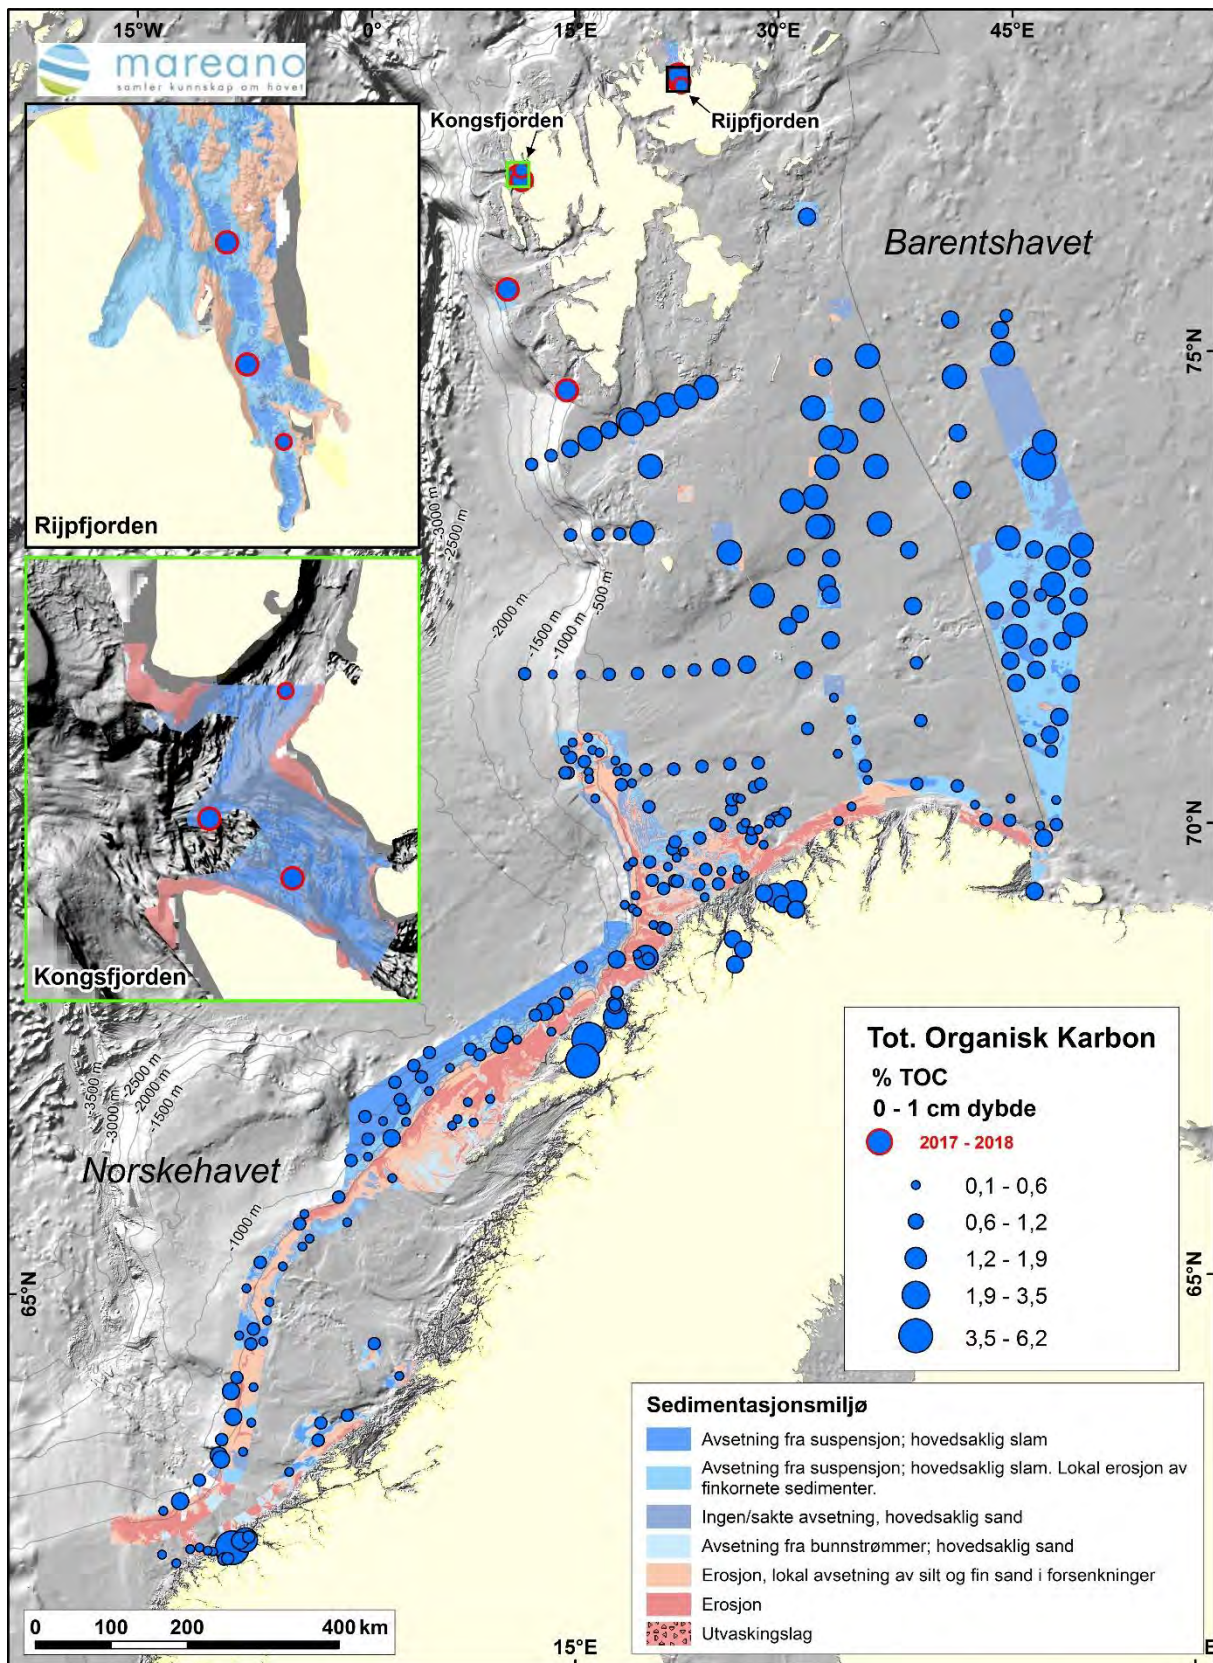 15°W
0°
15°E
30°E
45°E
mareano
samler kunnskap om havet
Kongsfjorden
Rijpfjorden
Barentshavet
75°N
Rijpfjorden
-3000 m
-2500 m
-2000 m
-1500 m
-1000 m
-500 m
70°N
Kongsfjorden
-3500 m
-3000 m
-2500 m
-2000 m
-1500 m
Norskehavet
-1000 m
65°N
Tot. Organisk Karbon
% TOC
0 - 1 cm dybde
2017 - 2018
0,1 - 0,6
0,6 - 1,2
1,2 - 1,9
1,9 - 3,5
3,5 - 6,2
65°N
Sedimentasjonsmiljø
Avsetning fra suspensjon; hovedsaklig slam
Avsetning fra suspensjon; hovedsaklig slam. Lokal erosjon av
finkornete sedimenter.
Ingen/sakte avsetning, hovedsaklig sand
Avsetning fra bunnstrømmer; hovedsaklig sand
Erosjon, lokal avsetning av silt og fin sand i forsenkninger
Erosjon
Utvaskingslag
0 100 200 400 km
15°E